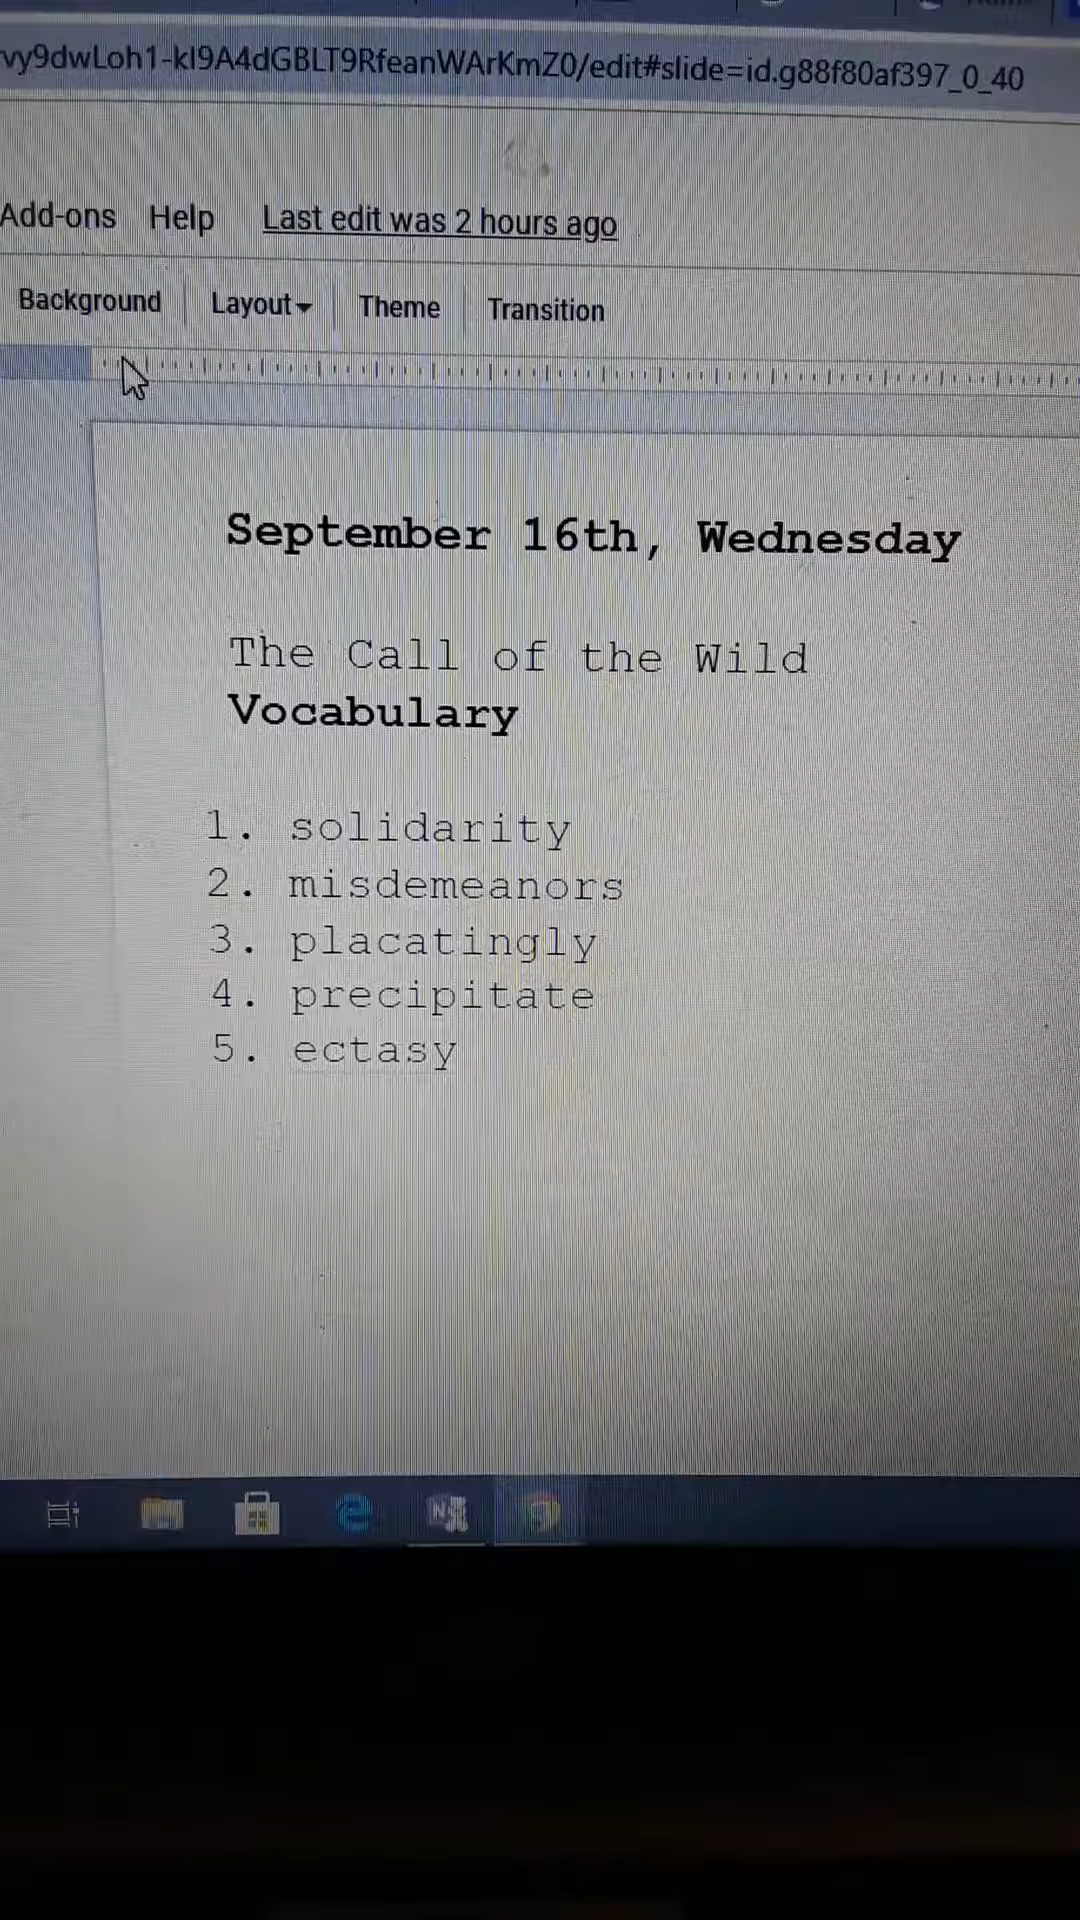 vy9dwLoh1-kI9A4dGBLT9RfeanWArKmZ0/edit#slide=id.g88f80af397_0_40
Add-ons Help Last edit was 2 hours ago
Background Layout Theme Transition
September 16th, Wednesday
The Call of the Wild
Vocabulary
1. solidarity
2. misdemeanors
3. placatingly
4. precipitate
5. ectasy
N